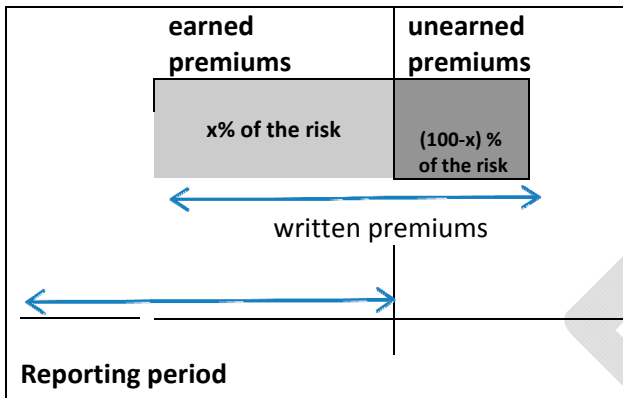 earned
premiums
unearned
premiums
x% of the risk
(100-x) %
of the risk
written premiums
Reporting period